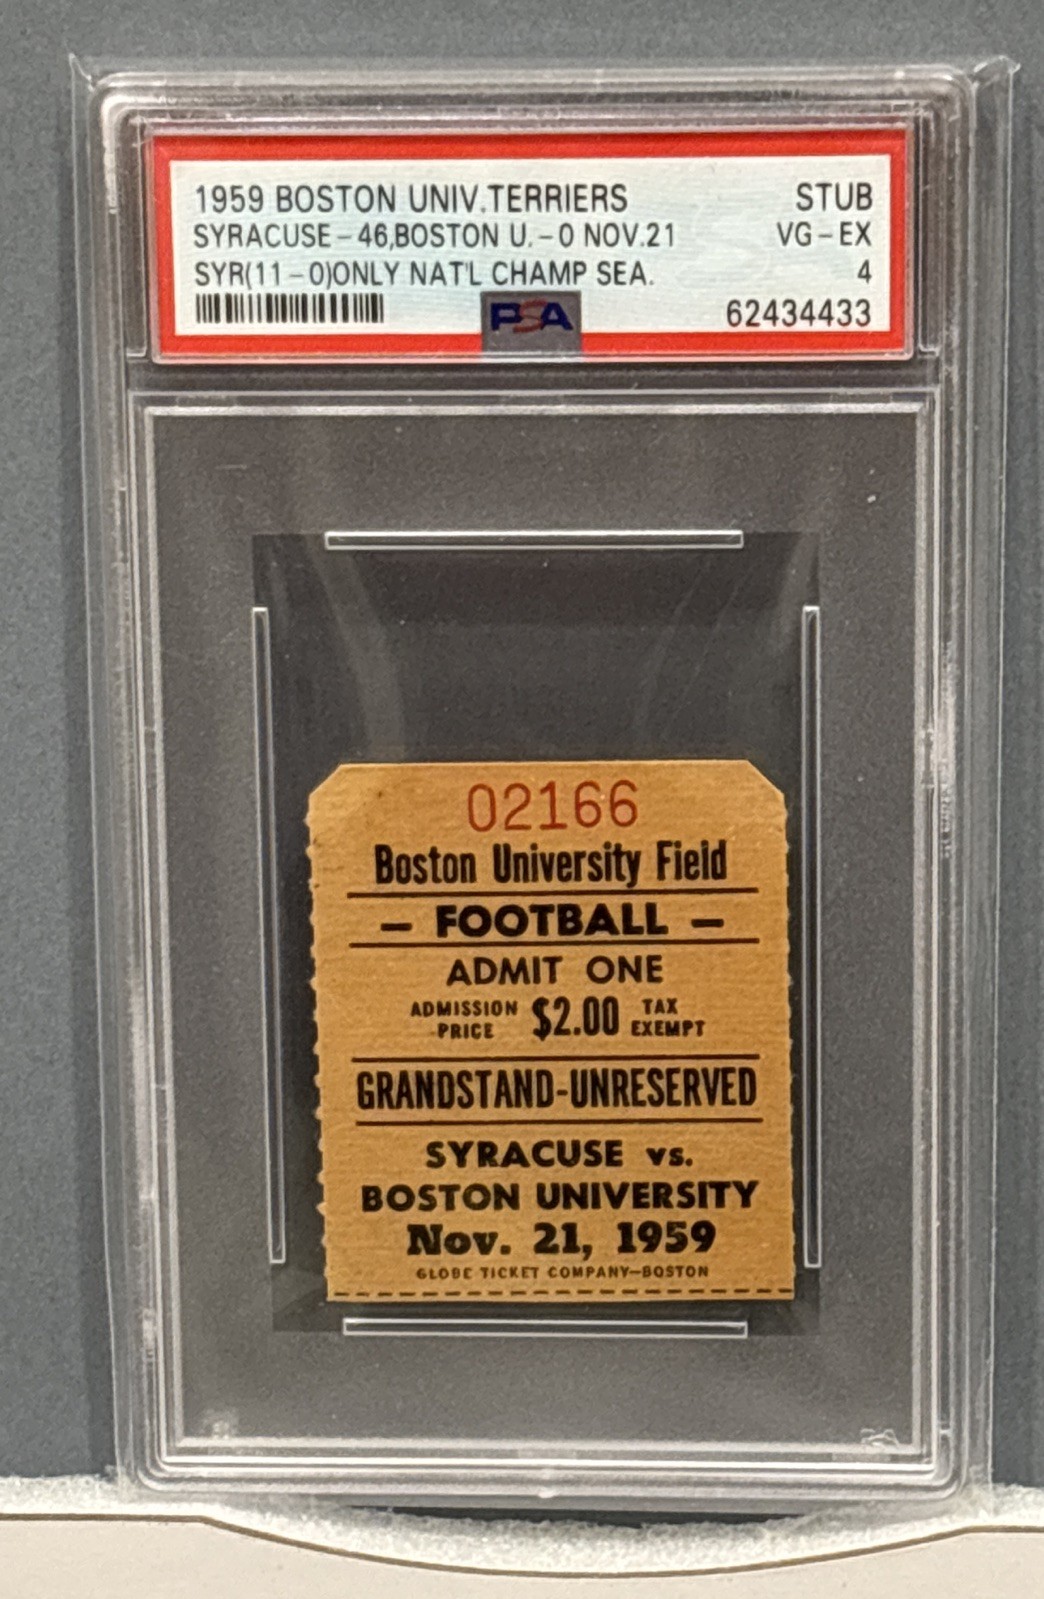 1959 BOSTON UNIV.TERRIERS STUB
SYRACUSE-46,BOSTON U.-0 NOV.21 VG-EX
SYR(11-0)ONLY NAT'L CHAMP SEA. 4
PSA 62434433
02166
Boston University Field
- FOOTBALL -
ADMIT ONE
ADMISSION PRICE $2.00 TAX EXEMPT
GRANDSTAND-UNRESERVED
SYRACUSE vs.
BOSTON UNIVERSITY
Nov. 21, 1959
GLOBE TICKET COMPANY—BOSTON